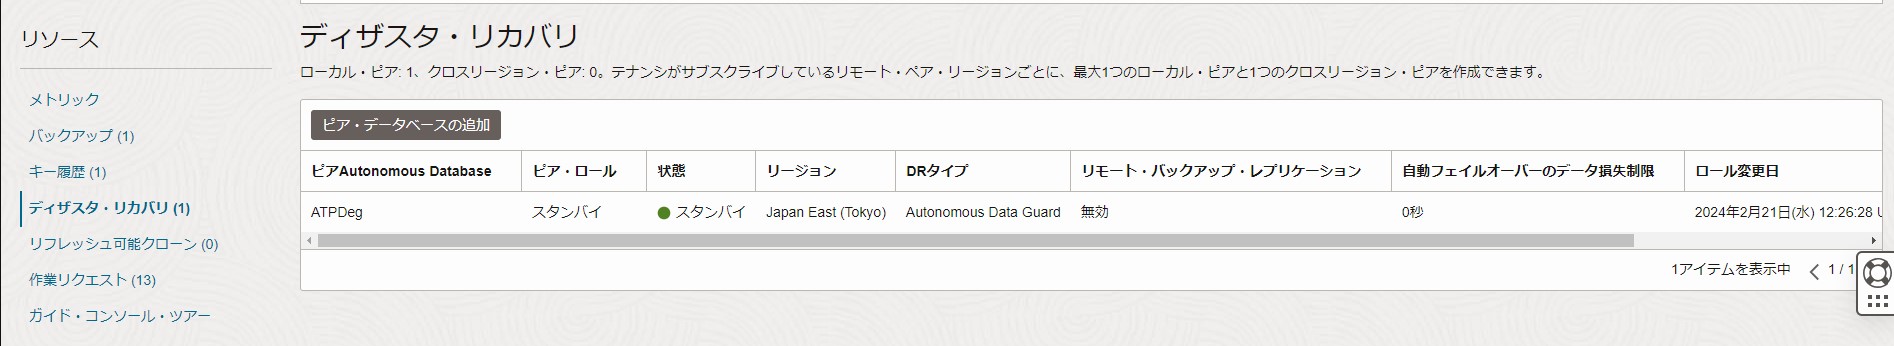 リソース
メトリック
バックアップ (1)
キー履歴 (1)
ディザスタ・リカバリ (1)
リフレッシュ可能クローン (0)
作業リクエスト (13)
ガイド・コンソール・ツアー
ディザスタ・リカバリ
ローカル・ピア: 1、クロスリージョン・ピア: 0。テナンシがサブスクライブしているリモート・ペア・リージョンごとに、最大1つのローカル・ピアと1つのクロスリージョン・ピアを作成できます。
ピア・データベースの追加
ピアAutonomous Database ピア・ロール 状態 リージョン DRタイプ リモート・バックアップ・レプリケーション 自動フェイルオーバーのデータ損失制限 ロール変更日
ATPDeg スタンバイ スタンバイ Japan East (Tokyo) Autonomous Data Guard 無効 0秒 2024年2月21日(水) 12:26:28
1アイテムを表示中 1 / 1